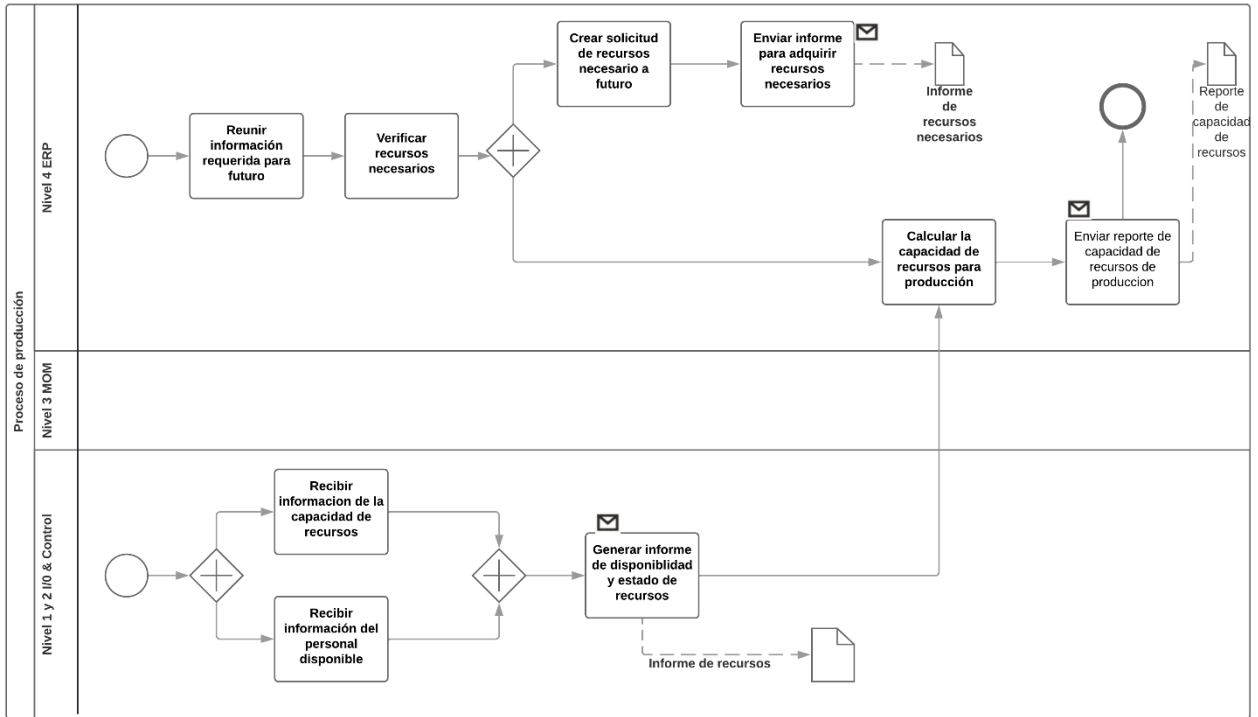 Proceso de producción
Nivel 4 ERP
Reunir
información
requerida para
futuro
Verificar
recursos
necesarios
Crear solicitud
de recursos
necesario a
futuro
Enviar informe
para adquirir
recursos
necesarios
Informe
de
recursos
necesarios
Calcular la
capacidad de
recursos para
producción
Enviar reporte de
capacidad de
recursos de
produccion
Reporte
de
capacidad
de
recursos
Nivel 3 MOM
Nivel 1 y 2 I/0 & Control
Recibir
informacion de la
capacidad de
recursos
Recibir
información del
personal
disponible
Generar informe
de disponiblidad
y estado de
recursos
Informe de recursos